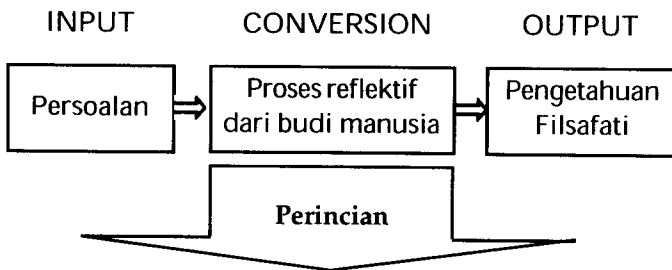 INPUT CONVERSION OUTPUT
Persoalan
Proses reflektif
dari budi manusia
Pengetahuan
Filsafati
Perincian